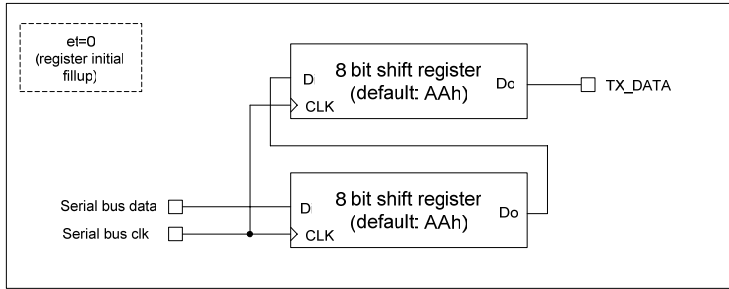 et=0
(register initial
fillup)
D
8 bit shift register
(default: AAh)
Do
CLK
TX_DATA
Serial bus data
Serial bus clk
D
8 bit shift register
(default: AAh)
Do
CLK